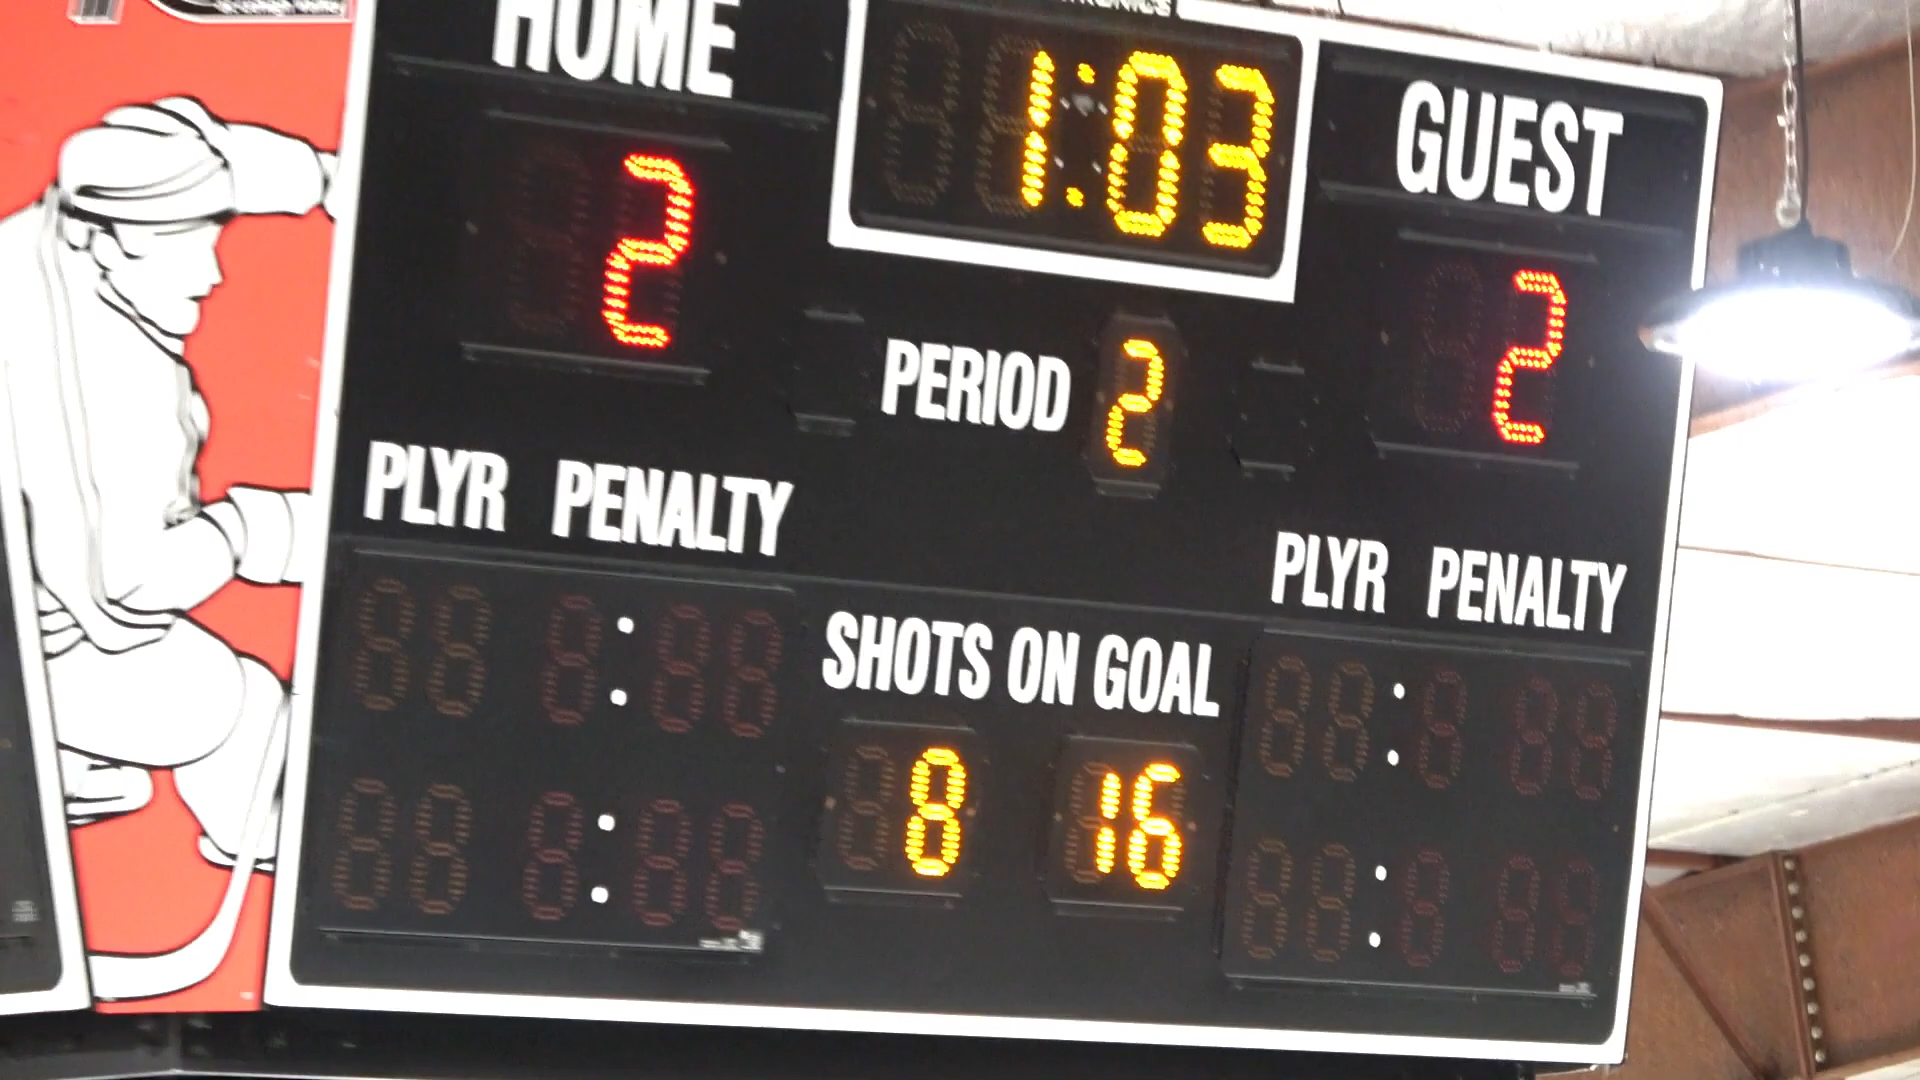 HOME
1:03
GUEST
2
2
PERIOD 2
PLYR PENALTY
PLYR PENALTY
SHOTS ON GOAL
8 16